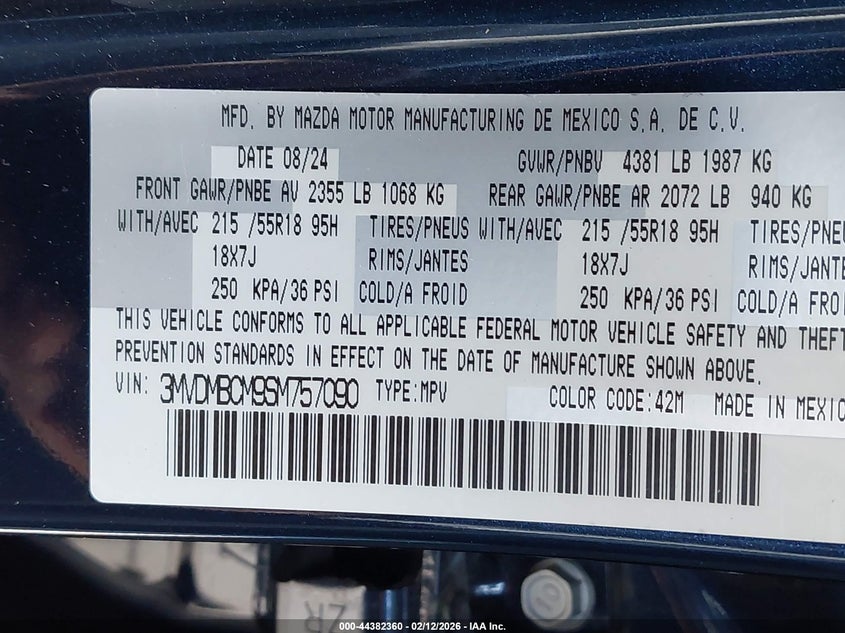 MFD. BY MAZDA MOTOR MANUFACTURING DE MEXICO S.A. DE C.V.
DATE 08/24 GVWR/PNBV 4381 LB 1987 KG
FRONT GAWR/PNBE AV 2355 LB 1068 KG REAR GAWR/PNBE AR 2072 LB 940 KG
WITH/AVEC 215 /55R18 95H TIRES/PNEUS WITH/AVEC 215 /55R18 95H TIRES/PNEU
18X7J RIMS/JANTES 18X7J RIMS/JANTE
250 KPA/36 PSI COLD/A FROID 250 KPA/36 PSI COLD/A FROI
THIS VEHICLE CONFORMS TO ALL APPLICABLE FEDERAL MOTOR VEHICLE SAFETY AND THEFT
PREVENTION STANDARDS IN EFFECT ON THE DATE OF MANUFACTURE SHOWN ABOVE.
VIN: 3MVDMBCM9SM757090 TYPE:MPV COLOR CODE:42M MADE IN MEXIC
ZR
000-44382360 - 02/12/2026 - IAA Inc.